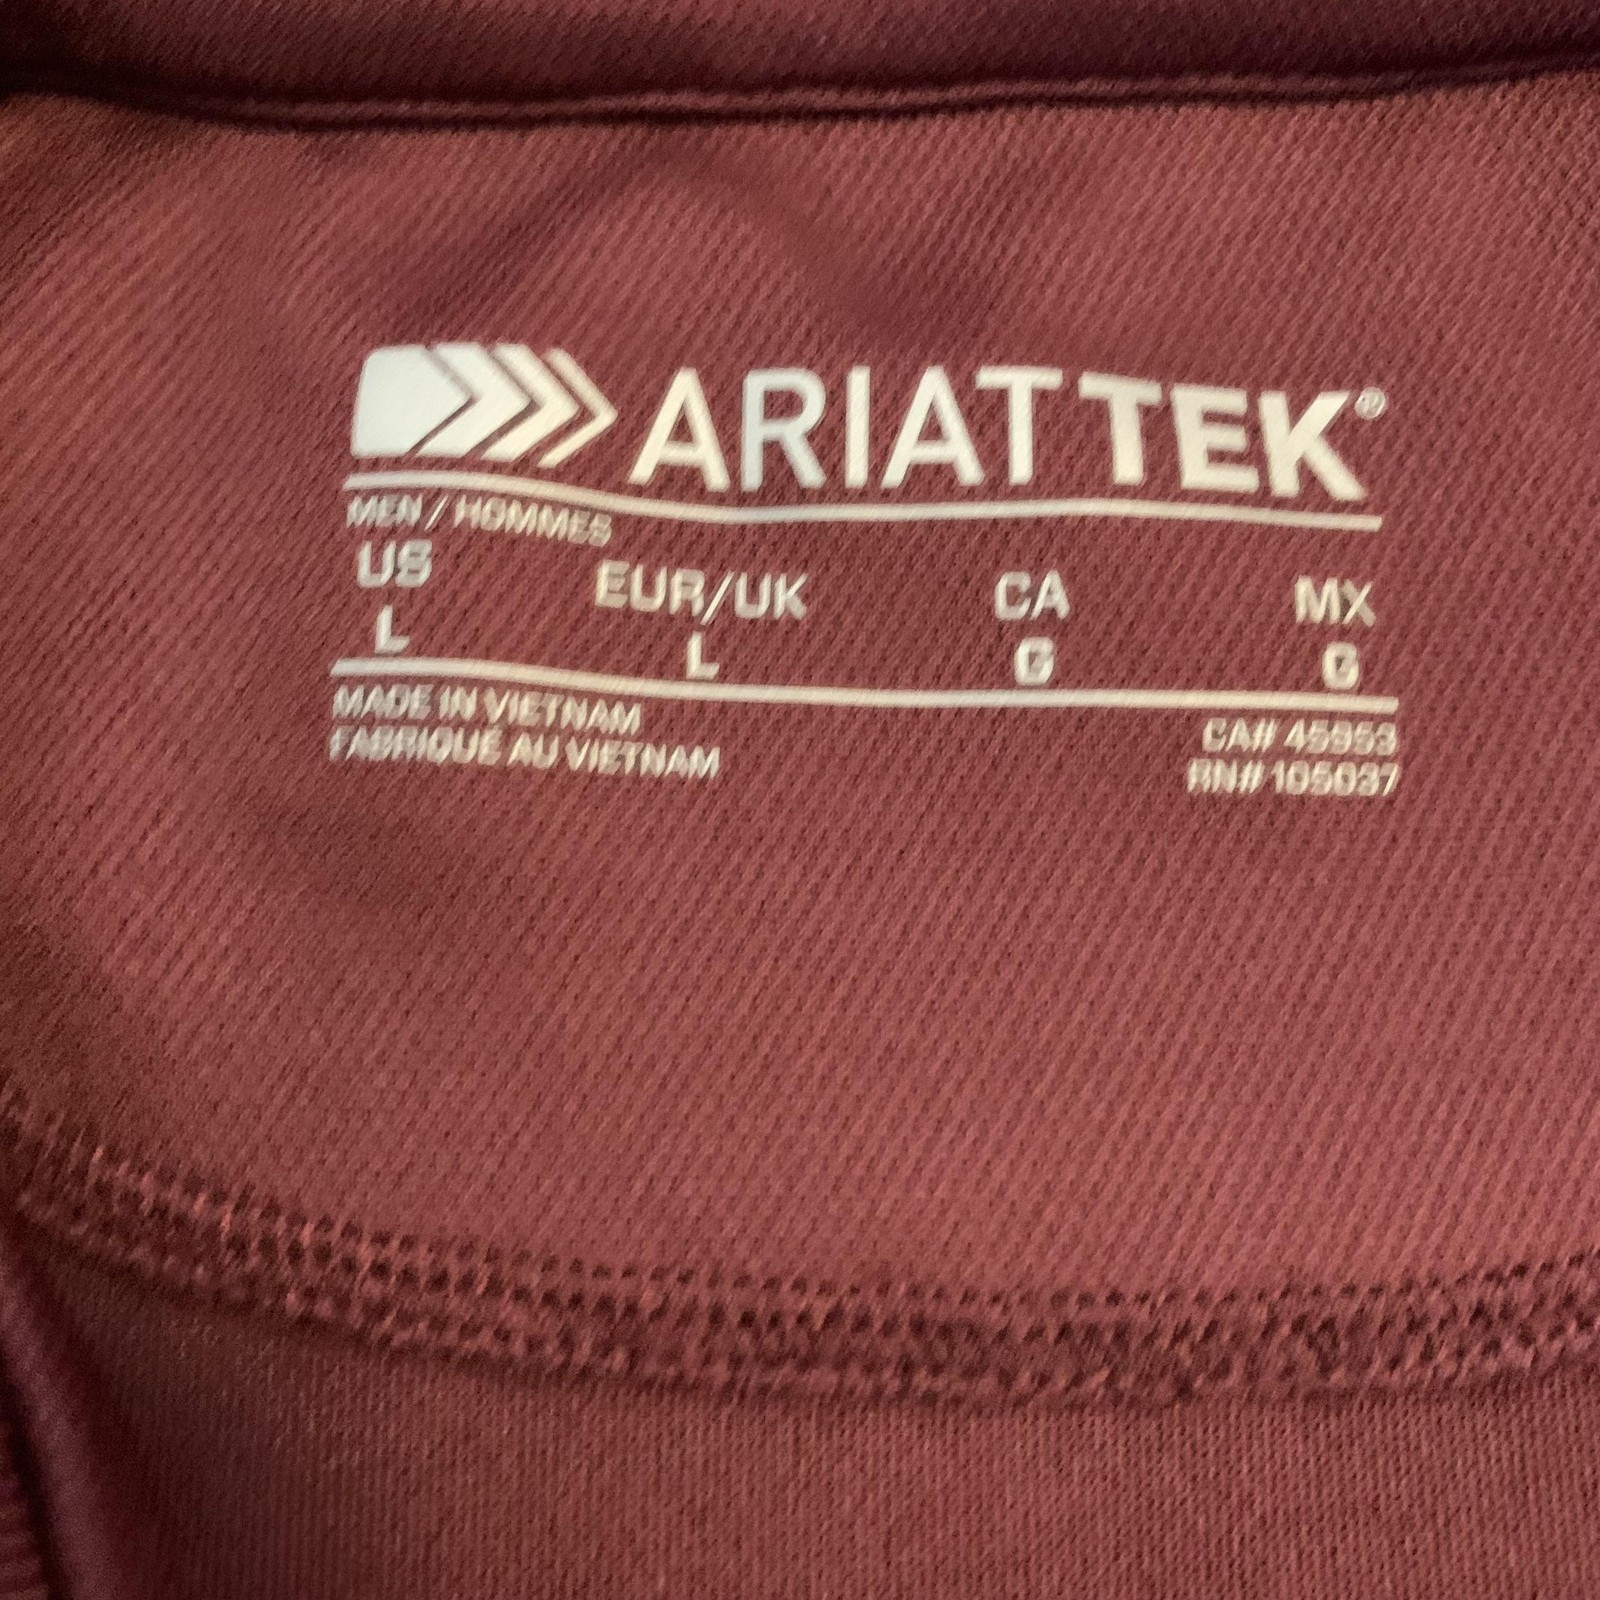 ARIAT TEK®
MEN / HOMMES
US EUR/UK CA MX
L L G G
MADE IN VIETNAM
FABRIQUÉ AU VIETNAM
CA# 45953
RN# 105037